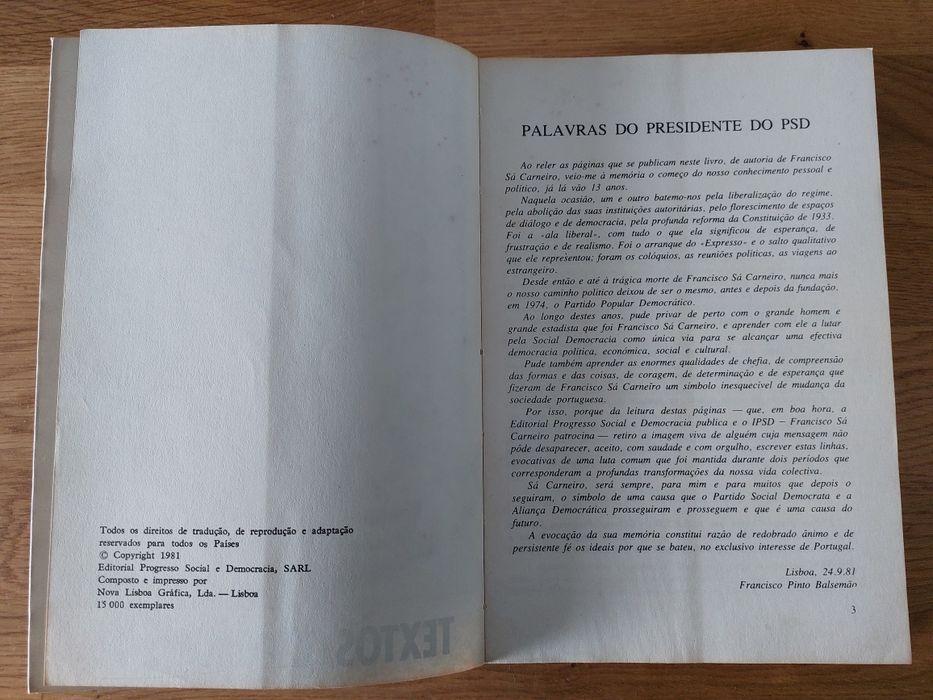 Todos os direitos de tradução, de reprodução e adaptação
reservados para todos os Países
© Copyright 1981
Editorial Progresso Social e Democracia, SARL
Composto e impresso por
Nova Lisboa Gráfica, Lda. — Lisboa
15 000 exemplares
TEXTOS
PALAVRAS DO PRESIDENTE DO PSD
Ao reler as páginas que se publicam neste livro, de autoria de Francisco
Sá Carneiro, veio-me à memória o começo do nosso conhecimento pessoal e
político, já lá vão 13 anos.
Naquela ocasião, um e outro batemo-nos pela liberalização do regime,
pela abolição das suas instituições autoritárias, pelo florescimento de espaços
de diálogo e de democracia, pela profunda reforma da Constituição de 1933.
Foi a «ala liberal», com tudo o que ela significou de esperança, de
frustração e de realismo. Foi o arranque do «Expresso» e o salto qualitativo
que ele representou; foram os colóquios, as reuniões políticas, as viagens ao
estrangeiro.
Desde então e até à trágica morte de Francisco Sá Carneiro, nunca mais
o nosso caminho político deixou de ser o mesmo, antes e depois da fundação,
em 1974, o Partido Popular Democrático.
Ao longo destes anos, pude privar de perto com o grande homem e
grande estadista que foi Francisco Sá Carneiro, e aprender com ele a lutar
pela Social Democracia como única via para se alcançar uma efectiva
democracia política, económica, social e cultural.
Pude também aprender as enormes qualidades de chefia, de compreensão
das formas e das coisas, de coragem, de determinação e de esperança que
fizeram de Francisco Sá Carneiro um símbolo inesquecível de mudança da
sociedade portuguesa.
Por isso, porque da leitura destas páginas — que, em boa hora, a
Editorial Progresso Social e Democracia publica e o IPSD – Francisco Sá
Carneiro patrocina — retiro a imagem viva de alguém cuja mensagem não
pôde desaparecer, aceito, com saudade e com orgulho, escrever estas linhas,
evocativas de uma luta comum que foi mantida durante dois períodos que
corresponderam a profundas transformações da nossa vida colectiva.
Sá Carneiro, será sempre, para mim e para muitos que depois o
seguiram, o símbolo de uma causa que o Partido Social Democrata e a
Aliança Democrática prosseguiram e prosseguem e que é uma causa do
futuro.
A evocação da sua memória constitui razão de redobrado ânimo e de
persistente fé os ideais por que se bateu, no exclusivo interesse de Portugal.
Lisboa, 24.9.81
Francisco Pinto Balsemão
3